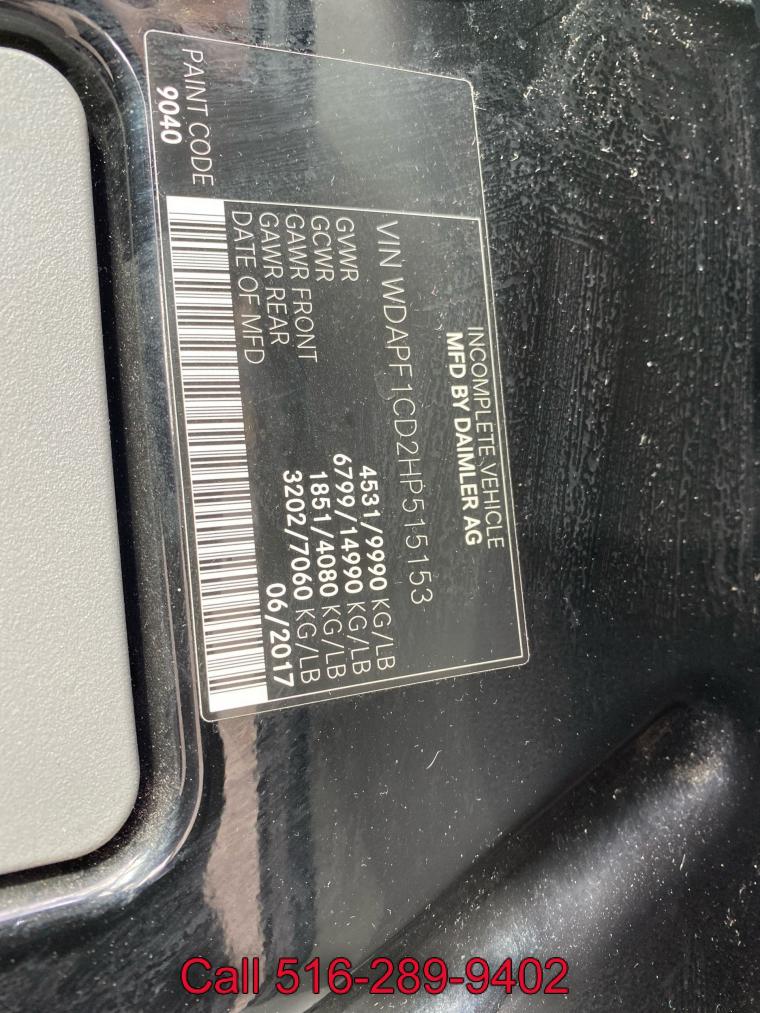 INCOMPLETE VEHICLE
MFD BY DAIMLER AG
VIN WDAPF1CD2HP515153
GVWR 4531/9990 KG/LB
GCWR 6799/14990 KG/LB
GAWR FRONT 1851/4080 KG/LB
GAWR REAR 3202/7060 KG/LB
DATE OF MFD 06/2017
PAINT CODE
9040
Call 516-289-9402